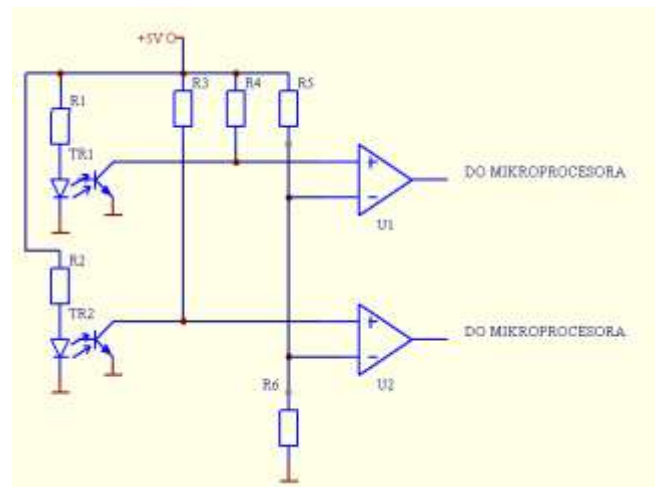 +5V
R3
R4
R5
R1
TR1
+
-
DO MIKROPROCESORA
U1
R2
TR2
+
-
DO MIKROPROCESORA
R6
U2